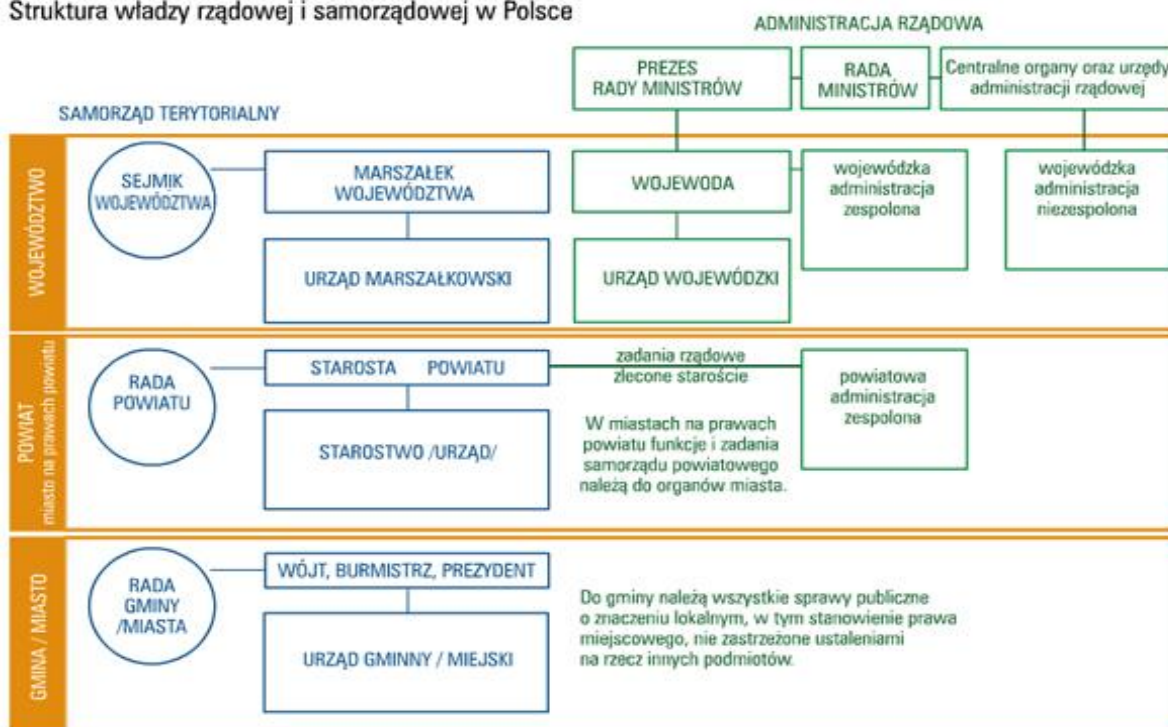 Struktura władzy rządowej i samorządowej w Polsce
ADMINISTRACJA RZĄDOWA
PREZES
RADY MINISTRÓW
RADA
MINISTRÓW
Centralne organy oraz urzędy
administracji rządowej
SAMORZĄD TERYTORIALNY
WOJEWÓDZTWO
SEJMIK
WOJEWÓDZTWA
MARSZAŁEK
WOJEWÓDZTWA
URZĄD MARSZAŁKOWSKI
WOJEWODA
URZĄD WOJEWÓDZKI
wojewódzka
administracja
zespolona
wojewódzka
administracja
niezespolona
POWIAT
miasto na prawach powiatu
RADA
POWIATU
STAROSTA POWIATU
STAROSTWO /URZĄD/
zadania rządowe
zlecone staroście
W miastach na prawach
powiatu funkcje i zadania
samorządu powiatowego
należą do organów miasta.
powiatowa
administracja
zespolona
GMINA / MIASTO
RADA
GMINY
/MIASTA
WÓJT, BURMISTRZ, PREZYDENT
URZĄD GMINNY / MIEJSKI
Do gminy należą wszystkie sprawy publiczne
o znaczeniu lokalnym, w tym stanowienie prawa
miejscowego, nie zastrzeżone ustaleniami
na rzecz innych podmiotów.